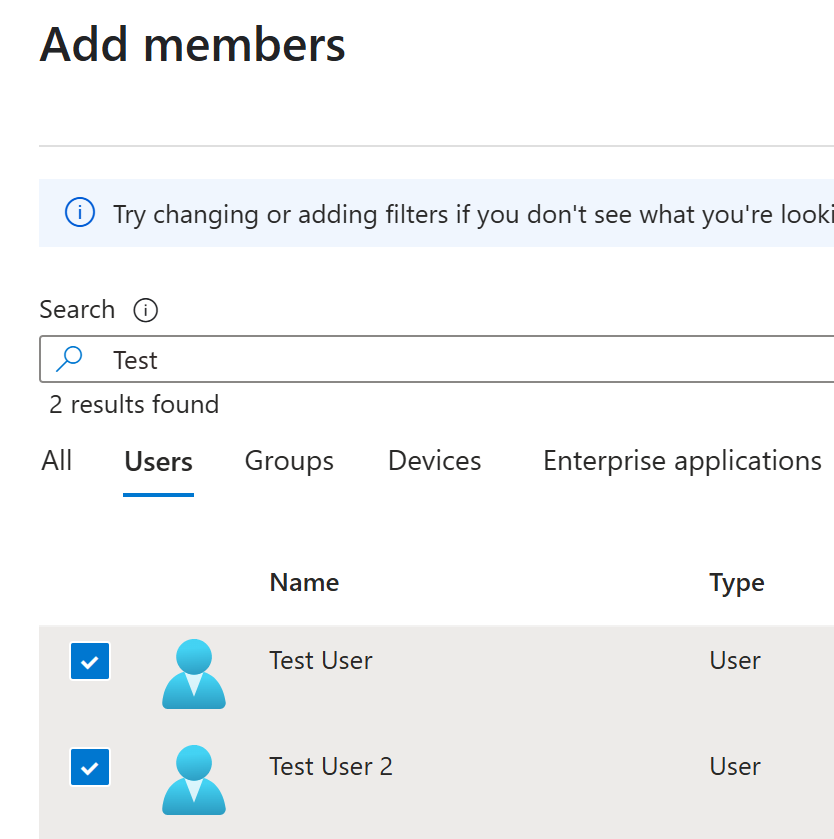 Add members
Try changing or adding filters if you don't see what you're looki
Search
Test
2 results found
All Users Groups Devices Enterprise applications
Name Type
Test User User
Test User 2 User